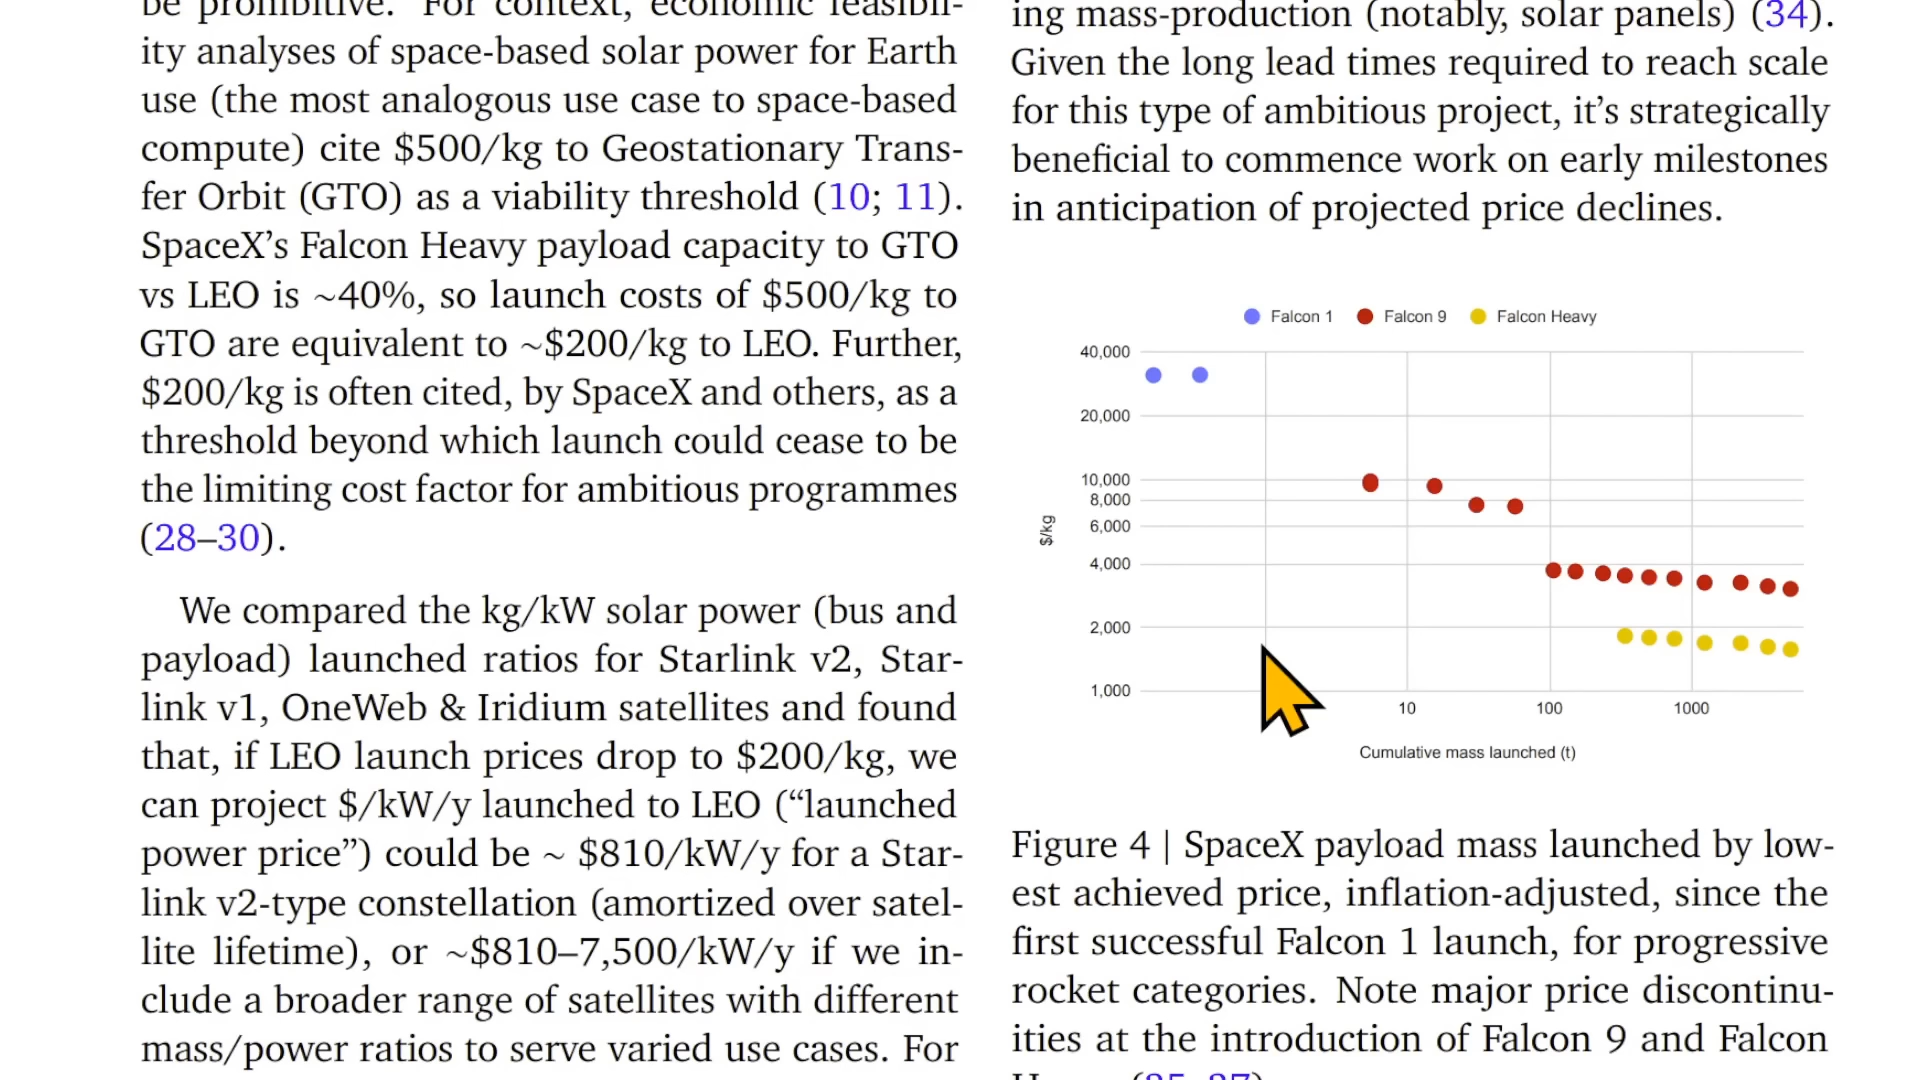 be prohibitive. For context, economic feasibil-
ity analyses of space-based solar power for Earth
use (the most analogous use case to space-based
compute) cite $500/kg to Geostationary Trans-
fer Orbit (GTO) as a viability threshold (10; 11).
SpaceX’s Falcon Heavy payload capacity to GTO
vs LEO is ~40%, so launch costs of $500/kg to
GTO are equivalent to ~$200/kg to LEO. Further,
$200/kg is often cited, by SpaceX and others, as a
threshold beyond which launch could cease to be
the limiting cost factor for ambitious programmes
(28–30).
We compared the kg/kW solar power (bus and
payload) launched ratios for Starlink v2, Star-
link v1, OneWeb & Iridium satellites and found
that, if LEO launch prices drop to $200/kg, we
can project $/kW/y launched to LEO (“launched
power price”) could be ~ $810/kW/y for a Star-
link v2-type constellation (amortized over satel-
lite lifetime), or ~$810–7,500/kW/y if we in-
clude a broader range of satellites with different
mass/power ratios to serve varied use cases. For
ing mass-production (notably, solar panels) (34).
Given the long lead times required to reach scale
for this type of ambitious project, it’s strategically
beneficial to commence work on early milestones
in anticipation of projected price declines.
Falcon 1 Falcon 9 Falcon Heavy
40,000
20,000
10,000
8,000
6,000
4,000
2,000
1,000
$/kg
10 100 1000
Cumulative mass launched (t)
Figure 4 | SpaceX payload mass launched by low-
est achieved price, inflation-adjusted, since the
first successful Falcon 1 launch, for progressive
rocket categories. Note major price discontinu-
ities at the introduction of Falcon 9 and Falcon